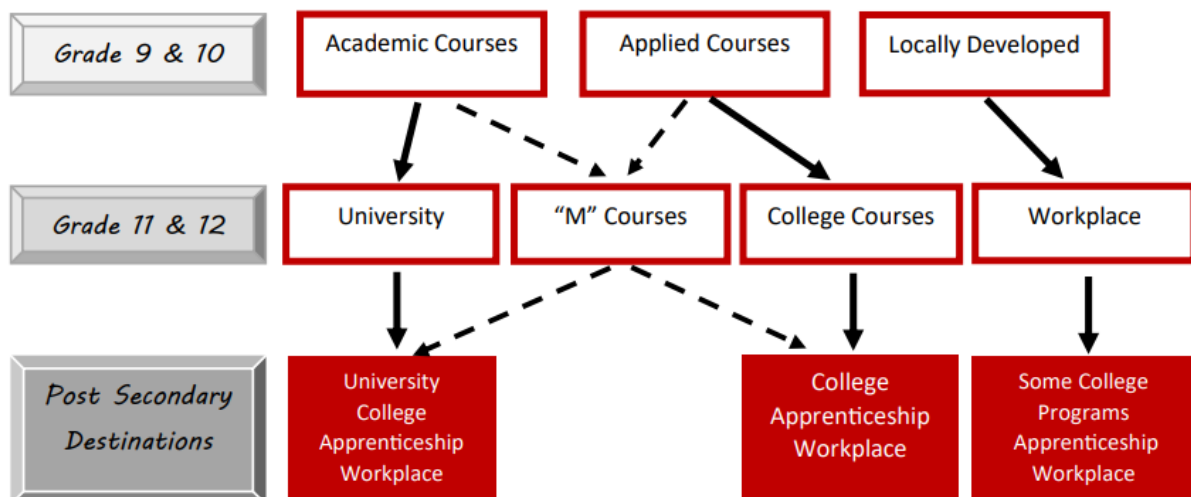 Grade 9 & 10
Academic Courses
Applied Courses
Locally Developed
Grade 11 & 12
University
“M” Courses
College Courses
Workplace
Post Secondary
Destinations
University
College
Apprenticeship
Workplace
College
Apprenticeship
Workplace
Some College
Programs
Apprenticeship
Workplace